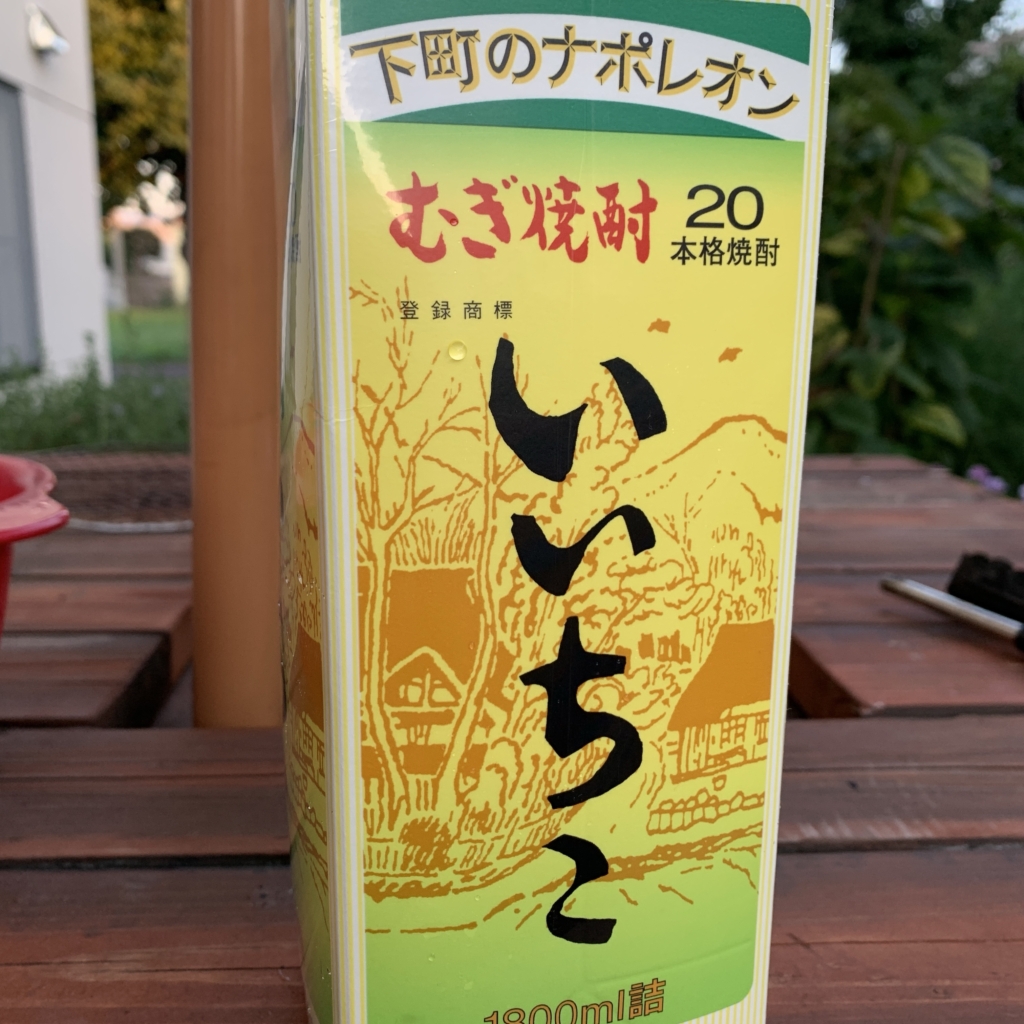 下町のナポレオン
むぎ焼酎
20
本格焼酎
登録商標
いいちこ
1800ml詰